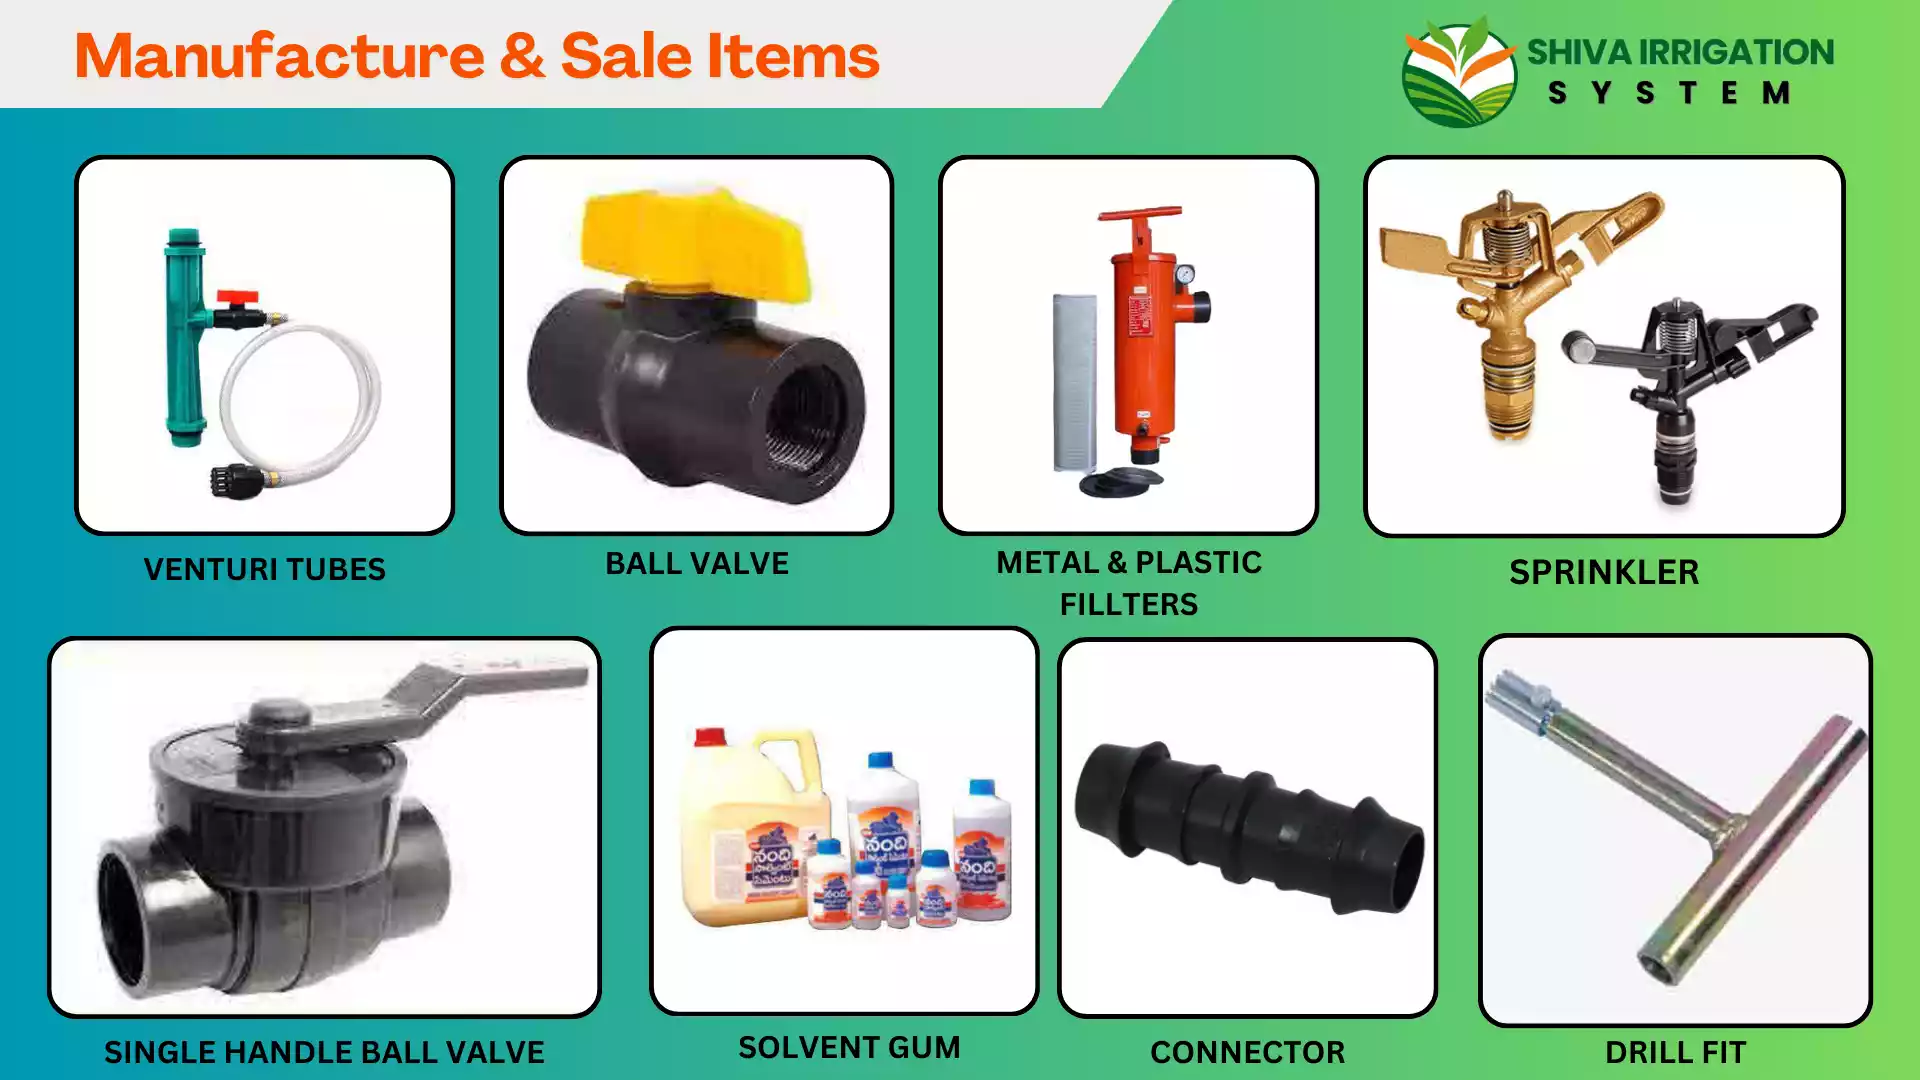 Manufacture & Sale Items
SHIVA IRRIGATION
SYSTEM
VENTURI TUBES
BALL VALVE
METAL & PLASTIC
FILLTERS
SPRINKLER
నంది
నంది
నంది
నంది
SINGLE HANDLE BALL VALVE
SOLVENT GUM
CONNECTOR
DRILL FIT